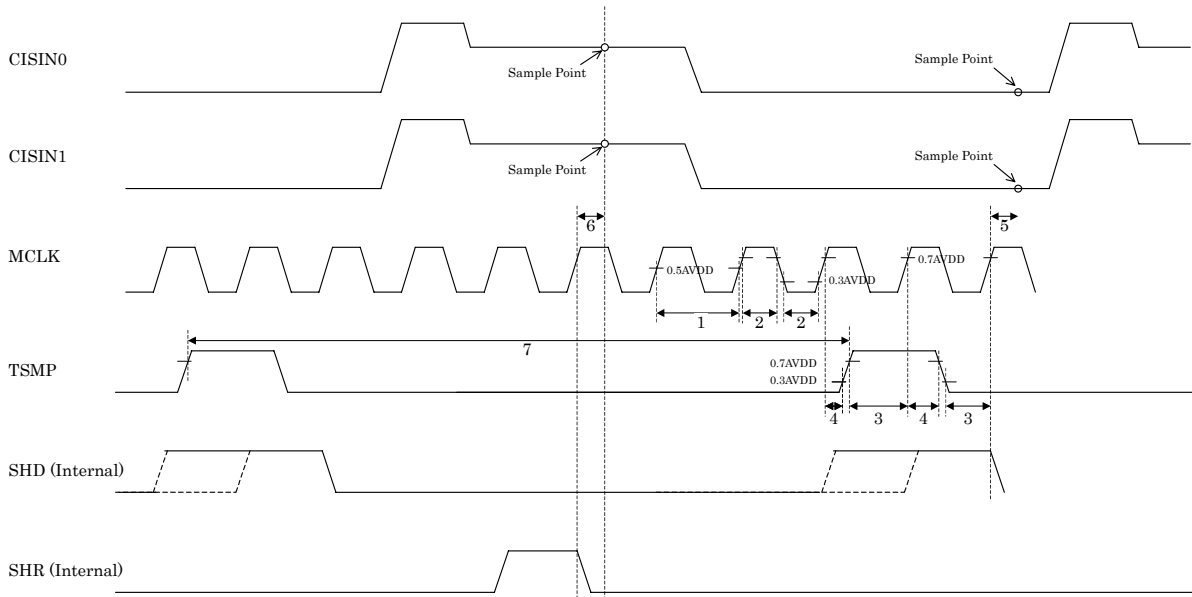 CISIN0
Sample Point
Sample Point
CISIN1
Sample Point
Sample Point
6
5
MCLK
0.5AVDD
0.3AVDD
0.7AVDD
1
2
2
7
TSMP
0.7AVDD
0.3AVDD
4
3
4
3
SHD (Internal)
SHR (Internal)